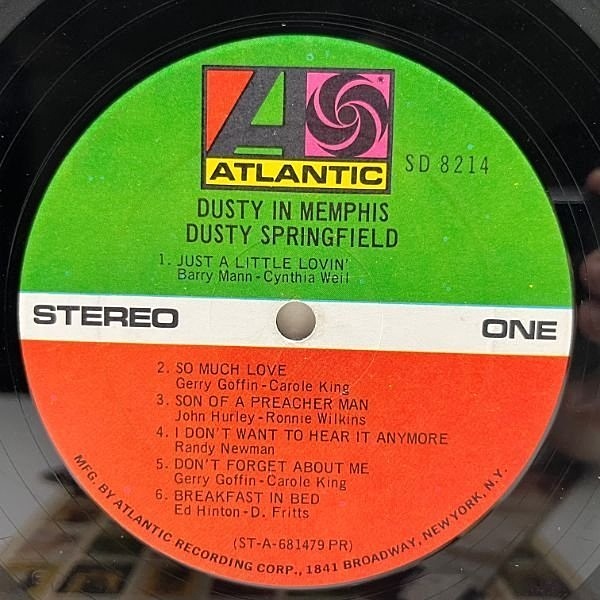 ATLANTIC
SD 8214
DUSTY IN MEMPHIS
DUSTY SPRINGFIELD
1. JUST A LITTLE LOVIN'
Barry Mann - Cynthia Weil
STEREO
ONE
2. SO MUCH LOVE
Gerry Goffin - Carole King
3. SON OF A PREACHER MAN
John Hurley - Ronnie Wilkins
4. I DON'T WANT TO HEAR IT ANYMORE
Randy Newman
5. DON'T FORGET ABOUT ME
Gerry Goffin - Carole King
6. BREAKFAST IN BED
Ed Hinton - D. Fritts
(ST-A-681479 PR)
MFG. BY ATLANTIC RECORDING CORP., 1841 BROADWAY, NEW YORK, N.Y.